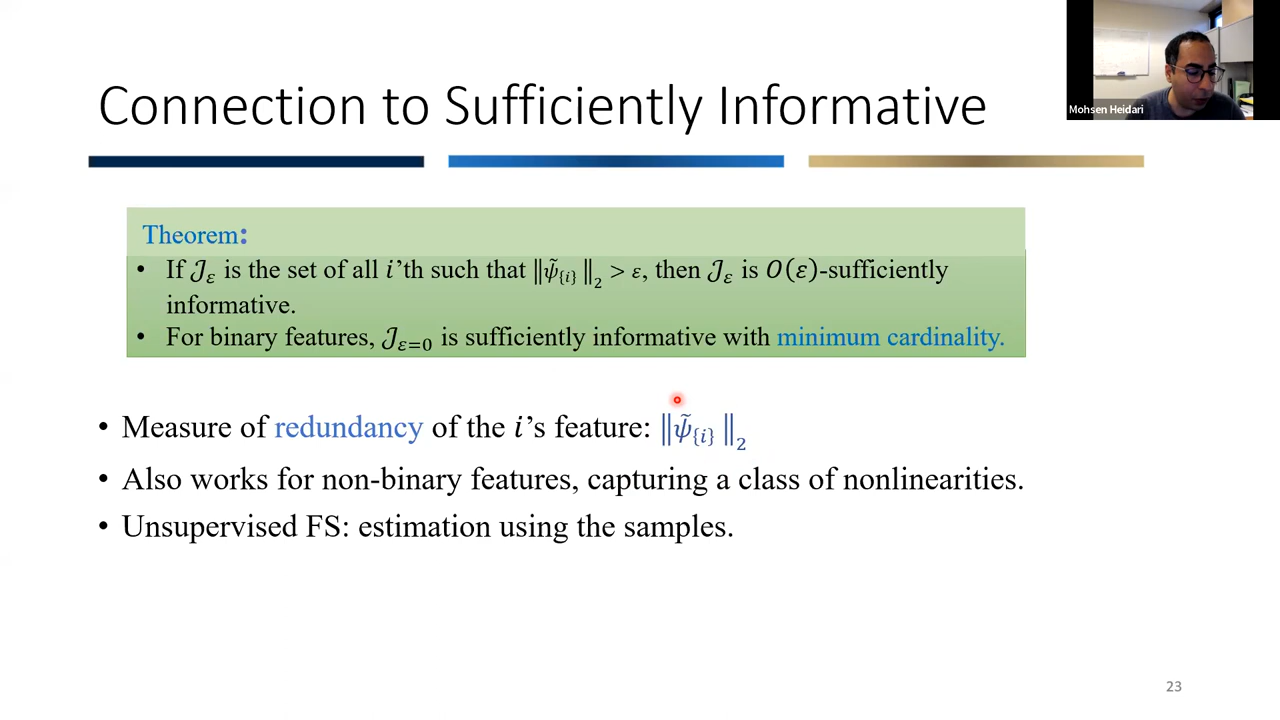 Mohsen Heidari
Connection to Sufficiently Informative
Theorem:
• If 𝒥_ε is the set of all i’th such that ‖ψ̃_{i}‖₂ > ε, then 𝒥_ε is O(ε)-sufficiently
informative.
• For binary features, 𝒥_{ε=0} is sufficiently informative with minimum cardinality.
• Measure of redundancy of the i’s feature: ‖ψ̃_{i}‖₂
• Also works for non-binary features, capturing a class of nonlinearities.
• Unsupervised FS: estimation using the samples.
23